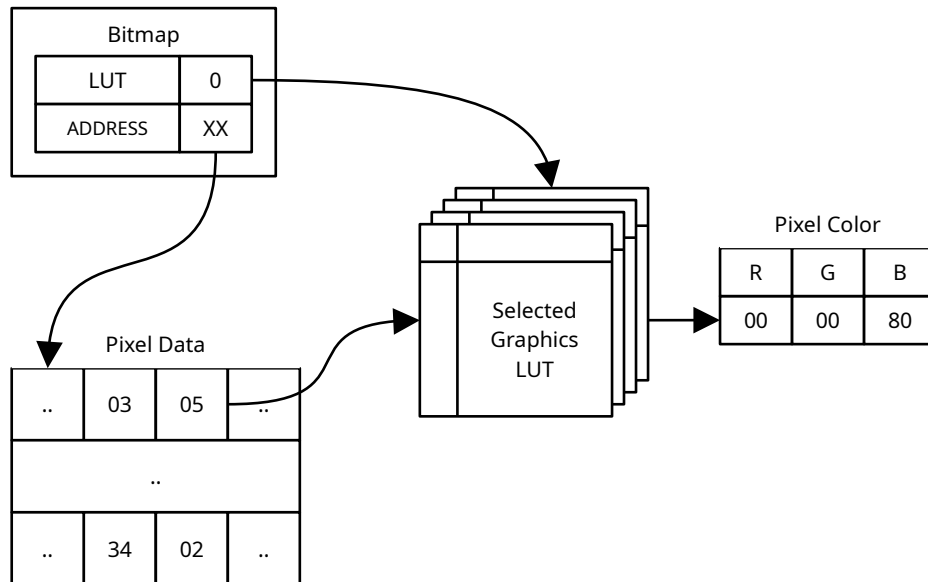 Bitmap
LUT 0
ADDRESS XX
Pixel Color
R G B
00 00 80
Selected
Graphics
LUT
Pixel Data
.. 03 05 ..
..
.. 34 02 ..